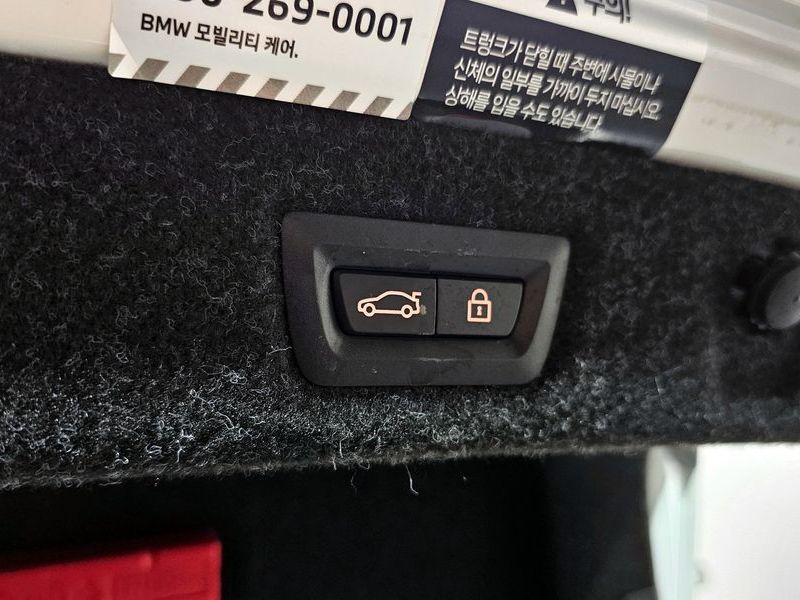 269-0001
BMW 모빌리티 케어.
주의!
트렁크가 닫힐 때 주변에 사물이나
신체의 일부를 가까이 두지 마십시오.
상해를 입을 수도 있습니다.